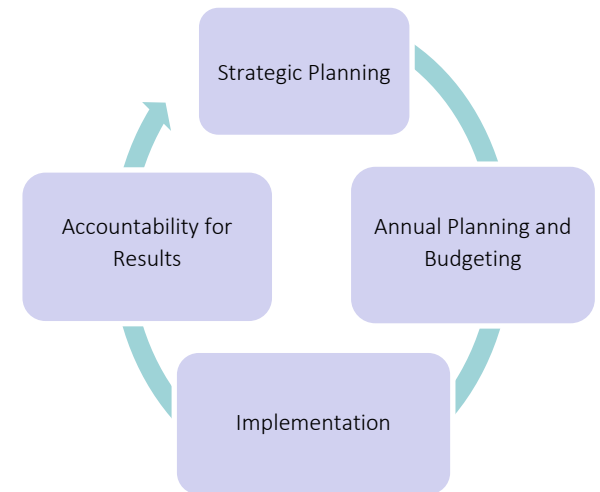 Strategic Planning
Annual Planning and
Budgeting
Implementation
Accountability for
Results